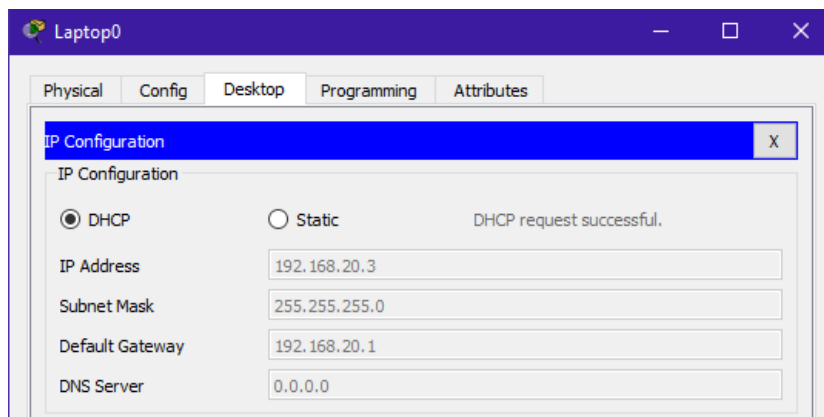 Laptop0
Physical Config Desktop Programming Attributes
IP Configuration X
IP Configuration
DHCP Static DHCP request successful.
IP Address 192.168.20.3
Subnet Mask 255.255.255.0
Default Gateway 192.168.20.1
DNS Server 0.0.0.0